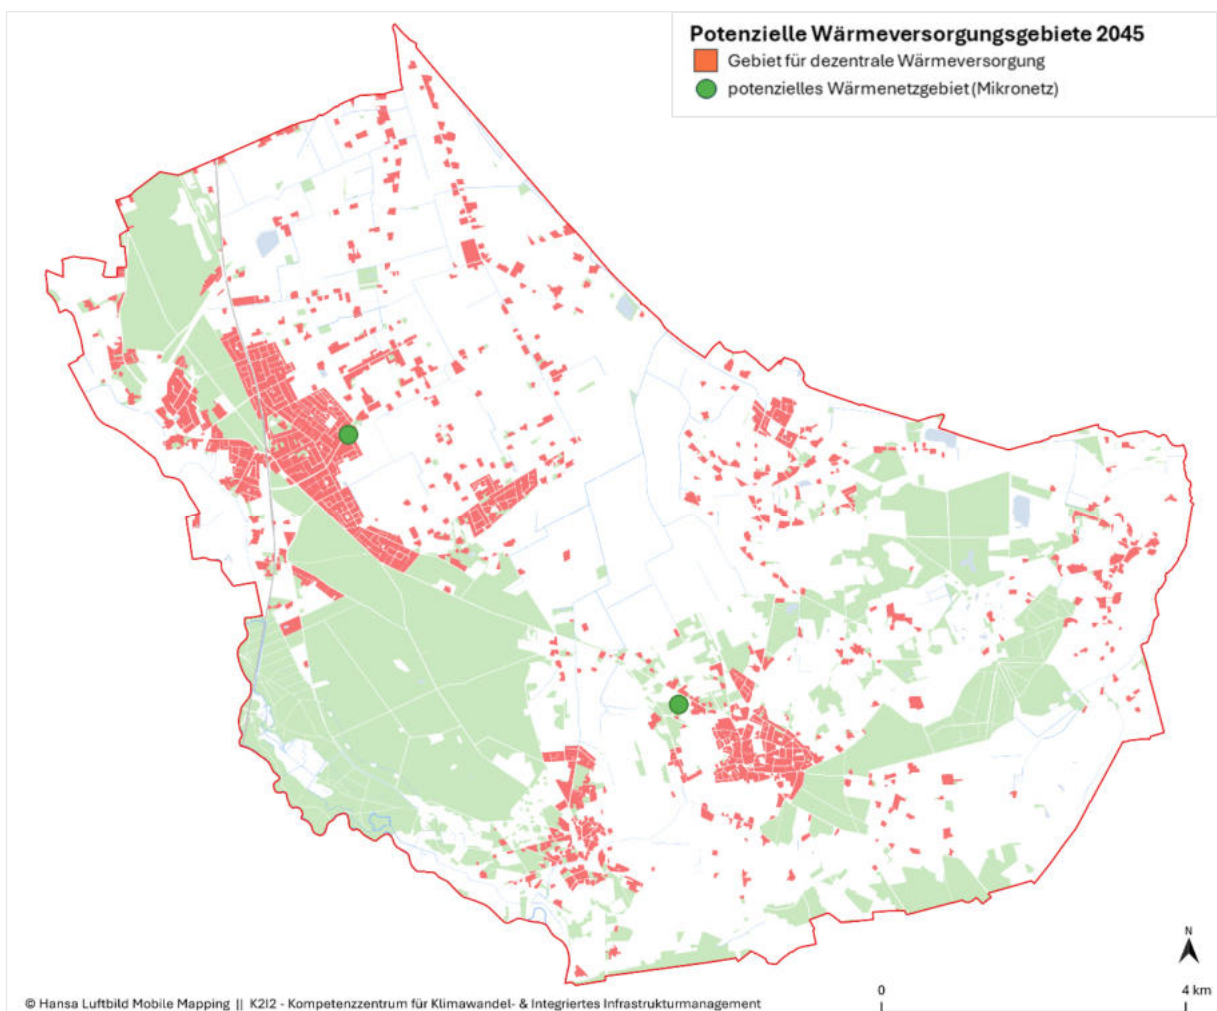 Potenzielle Wärmeversorgungsgebiete 2045
Gebiet für dezentrale Wärmeversorgung
potenzielles Wärmenetzgebiet (Mikronetz)
N
© Hansa Luftbild Mobile Mapping || K2I2 - Kompetenzzentrum für Klimawandel- & Integriertes Infrastrukturmanagement
0 4 km